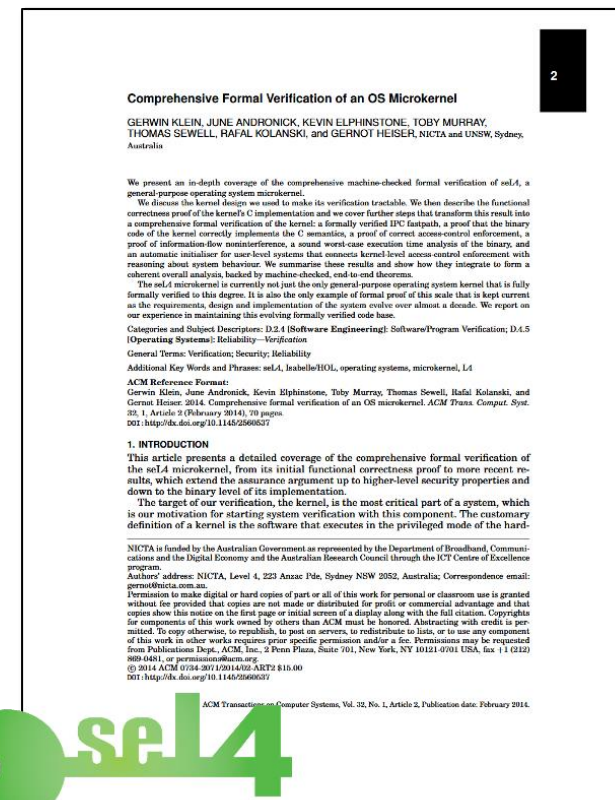 2
Comprehensive Formal Verification of an OS Microkernel
GERWIN KLEIN, JUNE ANDRONICK, KEVIN ELPHINSTONE, TOBY MURRAY,
THOMAS SEWELL, RAFAL KOLANSKI, and GERNOT HEISER, NICTA and UNSW, Sydney,
Australia
We present an in-depth coverage of the comprehensive machine-checked formal verification of seL4, a
general-purpose operating system microkernel.
We discuss the kernel design we used to make its verification tractable. We then describe the functional
correctness proof of the kernel's C implementation and we cover further steps that transform this result into
a comprehensive formal verification of the kernel: a formally verified IPC fastpath, a proof that the binary
code of the kernel correctly implements the C semantics, a proof of correct access-control enforcement, a
proof of information-flow noninterference, a sound worst-case execution time analysis of the binary, and
an automatic initialiser for user-level systems that connects kernel-level access-control enforcement with
reasoning about system behaviour. We summarise these results and show how they integrate to form a
coherent overall analysis, backed by machine-checked, end-to-end theorems.
The seL4 microkernel is currently not just the only general-purpose operating system kernel that is fully
formally verified to this degree. It is also the only example of formal proof of this scale that is kept current
as the requirements, design and implementation of the system evolve over almost a decade. We report on
our experience in maintaining this evolving formally verified code base.
Categories and Subject Descriptors: D.2.4 [Software Engineering]: Software/Program Verification; D.4.5
[Operating Systems]: Reliability—Verification
General Terms: Verification; Security; Reliability
Additional Key Words and Phrases: seL4, Isabelle/HOL, operating systems, microkernel, L4
ACM Reference Format:
Gerwin Klein, June Andronick, Kevin Elphinstone, Toby Murray, Thomas Sewell, Rafal Kolanski, and
Gernot Heiser. 2014. Comprehensive formal verification of an OS microkernel. ACM Trans. Comput. Syst.
32, 1, Article 2 (February 2014), 70 pages.
DOI: http://dx.doi.org/10.1145/2560537
1. INTRODUCTION
This article presents a detailed coverage of the comprehensive formal verification of
the seL4 microkernel, from its initial functional correctness proof to more recent re-
sults, which extend the assurance argument up to higher-level security properties and
down to the binary level of its implementation.
The target of our verification, the kernel, is the most critical part of a system, which
is our motivation for starting system verification with this component. The customary
definition of a kernel is the software that executes in the privileged mode of the hard-
NICTA is funded by the Australian Government as represented by the Department of Broadband, Communi-
cations and the Digital Economy and the Australian Research Council through the ICT Centre of Excellence
program.
Authors' address: NICTA, Level 4, 223 Anzac Pde, Sydney NSW 2052, Australia; Correspondence email:
gernot@nicta.com.au.
Permission to make digital or hard copies of part or all of this work for personal or classroom use is granted
without fee provided that copies are not made or distributed for profit or commercial advantage and that
copies show this notice on the first page or initial screen of a display along with the full citation. Copyrights
for components of this work owned by others than ACM must be honored. Abstracting with credit is per-
mitted. To copy otherwise, to republish, to post on servers, to redistribute to lists, or to use any component
of this work in other works requires prior specific permission and/or a fee. Permissions may be requested
from Publications Dept., ACM, Inc., 2 Penn Plaza, Suite 701, New York, NY 10121-0701 USA, fax +1 (212)
869-0481, or permissions@acm.org.
© 2014 ACM 0734-2071/2014/02-ART2 $15.00
DOI: http://dx.doi.org/10.1145/2560537
ACM Transactions on Computer Systems, Vol. 32, No. 1, Article 2, Publication date: February 2014.
seL4